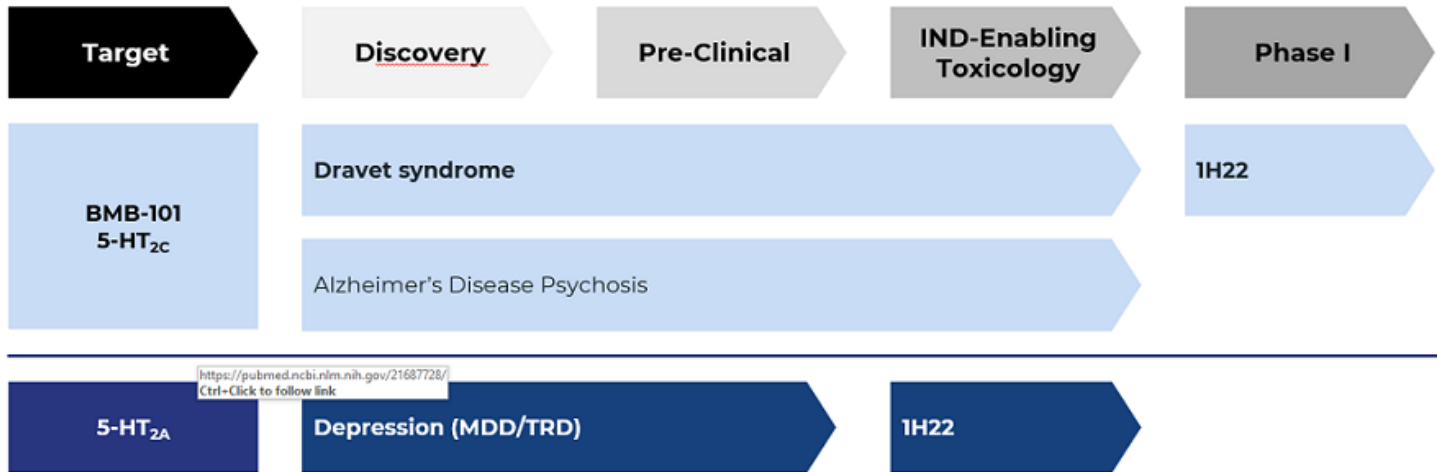 Target
Discovery
Pre-Clinical
IND-Enabling
Toxicology
Phase I
BMB-101
5-HT₂C
Dravet syndrome
1H22
Alzheimer's Disease Psychosis
https://pubmed.ncbi.nlm.nih.gov/21687728/
Ctrl+Click to follow link
5-HT₂A
Depression (MDD/TRD)
1H22